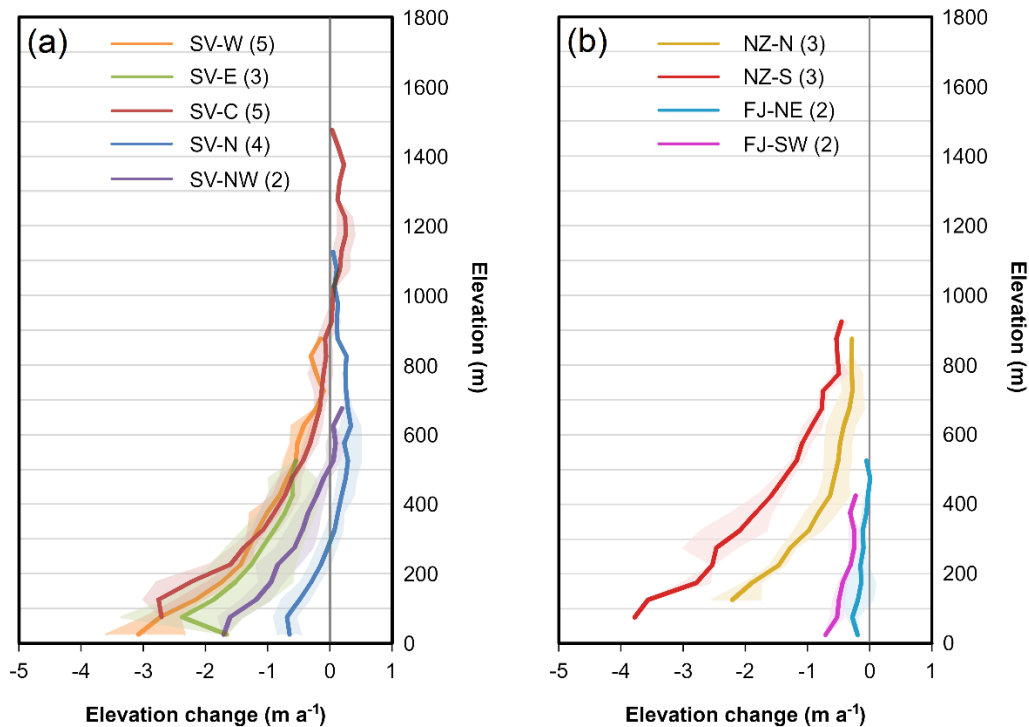 (a)
SV-W (5)
SV-E (3)
SV-C (5)
SV-N (4)
SV-NW (2)
1800
1600
1400
1200
1000
800
600
400
200
0
Elevation (m)
-5 -4 -3 -2 -1 0 1
Elevation change (m a⁻¹)
(b)
NZ-N (3)
NZ-S (3)
FJ-NE (2)
FJ-SW (2)
1800
1600
1400
1200
1000
800
600
400
200
0
Elevation (m)
-5 -4 -3 -2 -1 0 1
Elevation change (m a⁻¹)